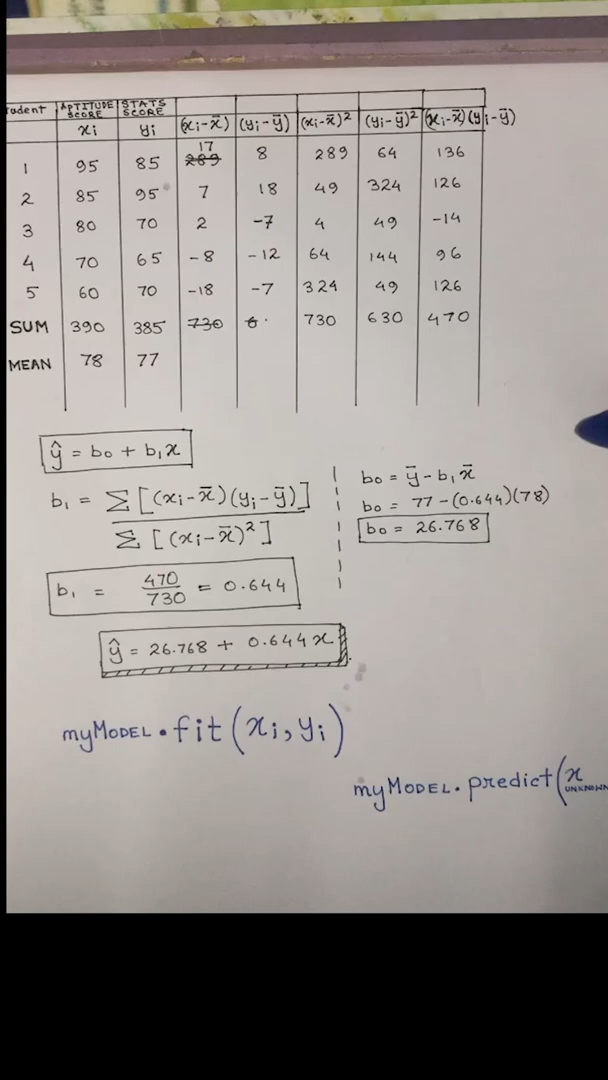 tudent APTITUDE SCORE STATS SCORE
xi yi (xi-x̄) (yi-ȳ) (xi-x̄)² (yi-ȳ)² (xi-x̄)(yi-ȳ)
1 95 85 17 289 8 289 64 136
2 85 95 7 18 49 324 126
3 80 70 2 -7 4 49 -14
4 70 65 -8 -12 64 144 96
5 60 70 -18 -7 324 49 126
SUM 390 385 730 6 730 630 470
MEAN 78 77
ŷ = b0 + b1x
b1 = Σ[(xi-x̄)(yi-ȳ)]
Σ[(xi-x̄)²]
b1 = 470/730 = 0.644
b0 = ȳ - b1x̄
b0 = 77-(0.644)(78)
b0 = 26.768
ŷ = 26.768 + 0.644x
myMODEL.fit(xi,yi)
myMODEL.predict(x UNKNOWN